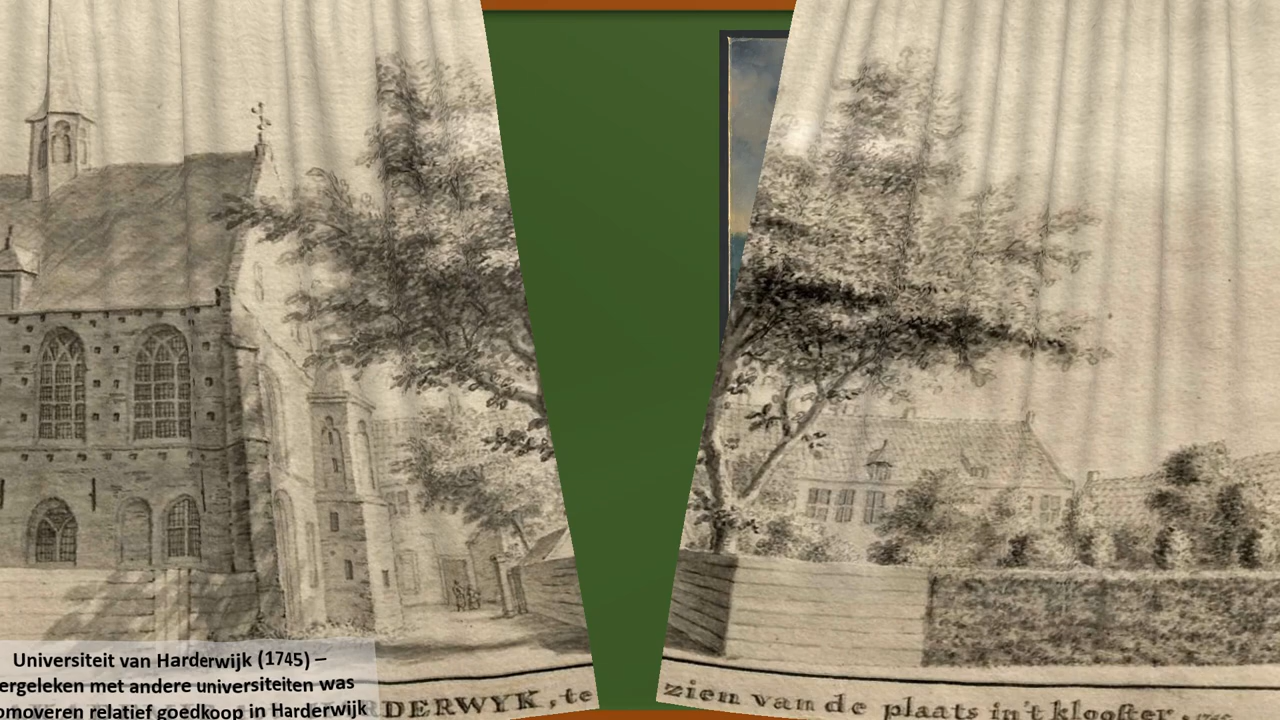 Universiteit van Harderwijk (1745) –
ergeleken met andere universiteiten was
omoveren relatief goedkoop in Harderwijk
RDERWYK, te zien van de plaats in't klooster